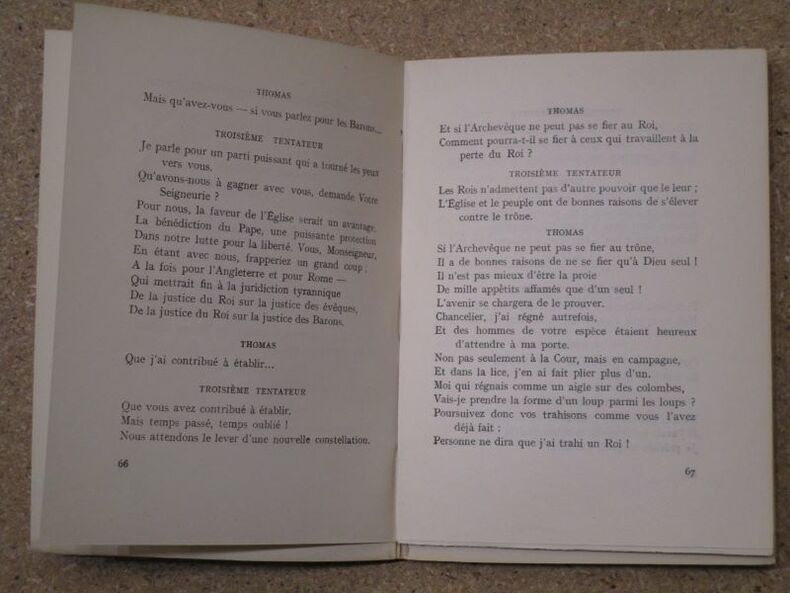 THOMAS
Mais qu'avez-vous — si vous parlez pour les Barons...
TROISIÈME TENTATEUR
Je parle pour un parti puissant qui a tourné les yeux
vers vous.
Qu'avons-nous à gagner avec vous, demande Votre
Seigneurie ?
Pour nous, la faveur de l'Église serait un avantage,
La bénédiction du Pape, une puissante protection
Dans notre lutte pour la liberté. Vous, Monseigneur,
En étant avec nous, frapperiez un grand coup ;
A la fois pour l'Angleterre et pour Rome —
Qui mettrait fin à la juridiction tyrannique
De la justice du Roi sur la justice des évêques,
De la justice du Roi sur la justice des Barons.
THOMAS
Que j'ai contribué à établir...
TROISIÈME TENTATEUR
Que vous avez contribué à établir.
Mais temps passé, temps oublié !
Nous attendons le lever d'une nouvelle constellation.
66
THOMAS
Et si l'Archevêque ne peut pas se fier au Roi,
Comment pourra-t-il se fier à ceux qui travaillent à la
perte du Roi ?
TROISIÈME TENTATEUR
Les Rois n'admettent pas d'autre pouvoir que le leur ;
L'Église et le peuple ont de bonnes raisons de s'élever
contre le trône.
THOMAS
Si l'Archevêque ne peut pas se fier au trône,
Il a de bonnes raisons de ne se fier qu'à Dieu seul !
Il n'est pas mieux d'être la proie
De mille appétits affamés que d'un seul !
L'avenir se chargera de le prouver.
Chancelier, j'ai régné autrefois,
Et des hommes de votre espèce étaient heureux
d'attendre à ma porte.
Non pas seulement à la Cour, mais en campagne,
Et dans la lice, j'en ai fait plier plus d'un.
Moi qui régnais comme un aigle sur des colombes,
Vais-je prendre la forme d'un loup parmi les loups ?
Poursuivez donc vos trahisons comme vous l'avez
déjà fait :
Personne ne dira que j'ai trahi un Roi !
67